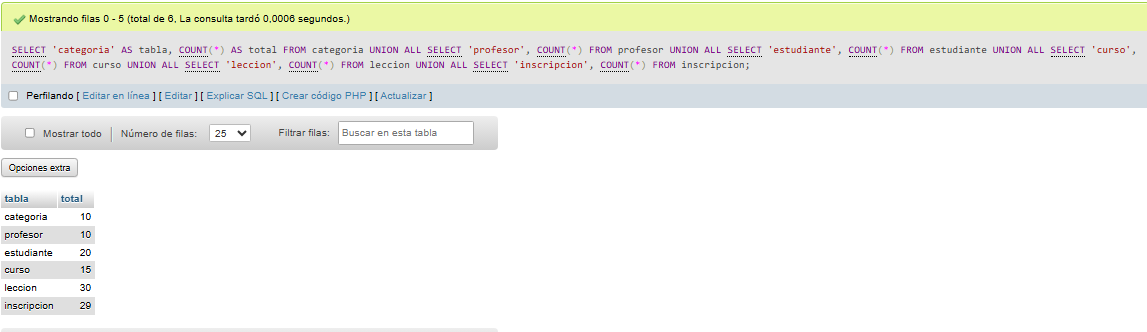 Mostrando filas 0 - 5 (total de 6, La consulta tardó 0,0006 segundos.)
SELECT 'categoria' AS tabla, COUNT(*) AS total FROM categoria UNION ALL SELECT 'profesor', COUNT(*) FROM profesor UNION ALL SELECT 'estudiante', COUNT(*) FROM estudiante UNION ALL SELECT 'curso',
COUNT(*) FROM curso UNION ALL SELECT 'leccion', COUNT(*) FROM leccion UNION ALL SELECT 'inscripcion', COUNT(*) FROM inscripcion;
Perfilando [ Editar en línea ] [ Editar ] [ Explicar SQL ] [ Crear código PHP ] [ Actualizar ]
Mostrar todo Número de filas: 25 Filtrar filas: Buscar en esta tabla
Opciones extra
tabla total
categoria 10
profesor 10
estudiante 20
curso 15
leccion 30
inscripcion 29